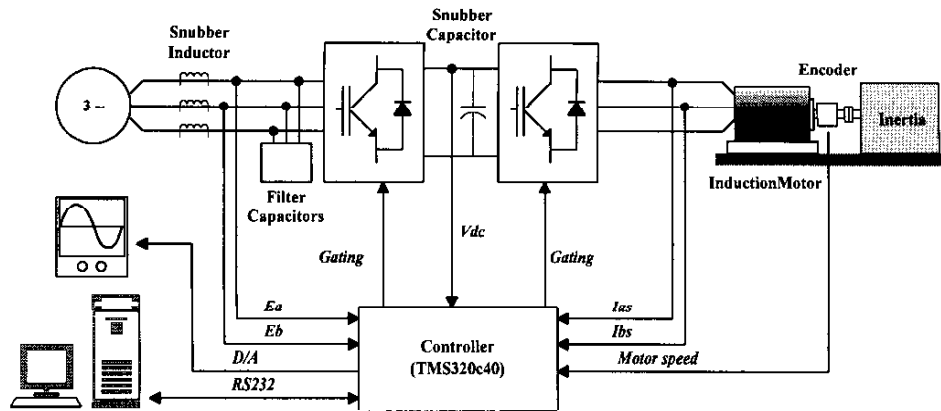 Snubber
Inductor
Snubber
Capacitor
Encoder
3 ~
Inertia
InductionMotor
Filter
Capacitors
Vdc
Gating
Gating
Ea
Ias
Eb
Ibs
Controller
(TMS320c40)
D/A
Motor speed
RS232